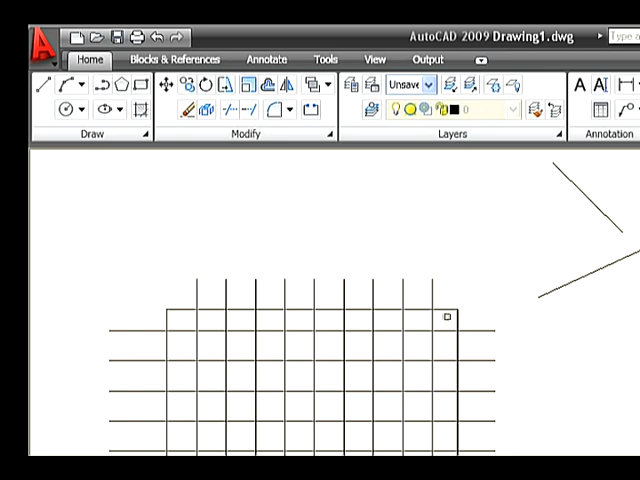 AutoCAD 2009 Drawing1.dwg
Type a
Home
Blocks & References
Annotate
Tools
View
Output
Unsave
A
A
0
Draw
Modify
Layers
Annotation